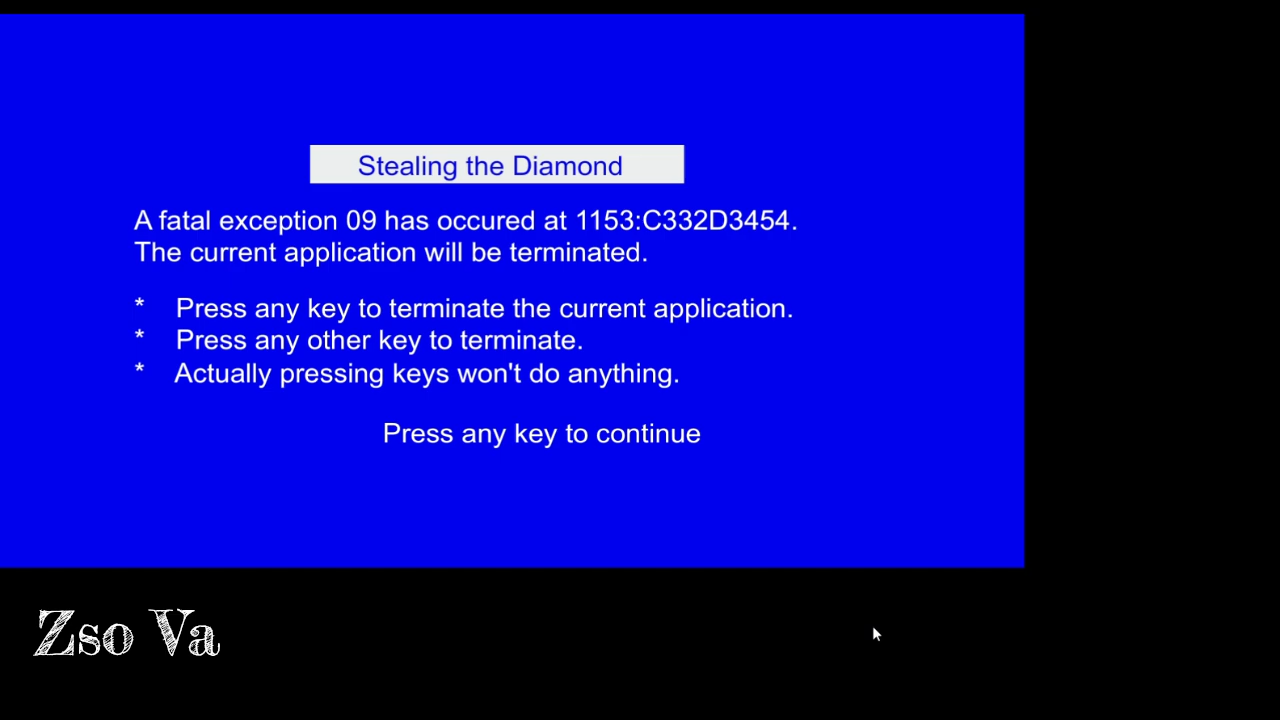 Stealing the Diamond
A fatal exception 09 has occured at 1153:C332D3454.
The current application will be terminated.
* Press any key to terminate the current application.
* Press any other key to terminate.
* Actually pressing keys won't do anything.
Press any key to continue
Zso Va